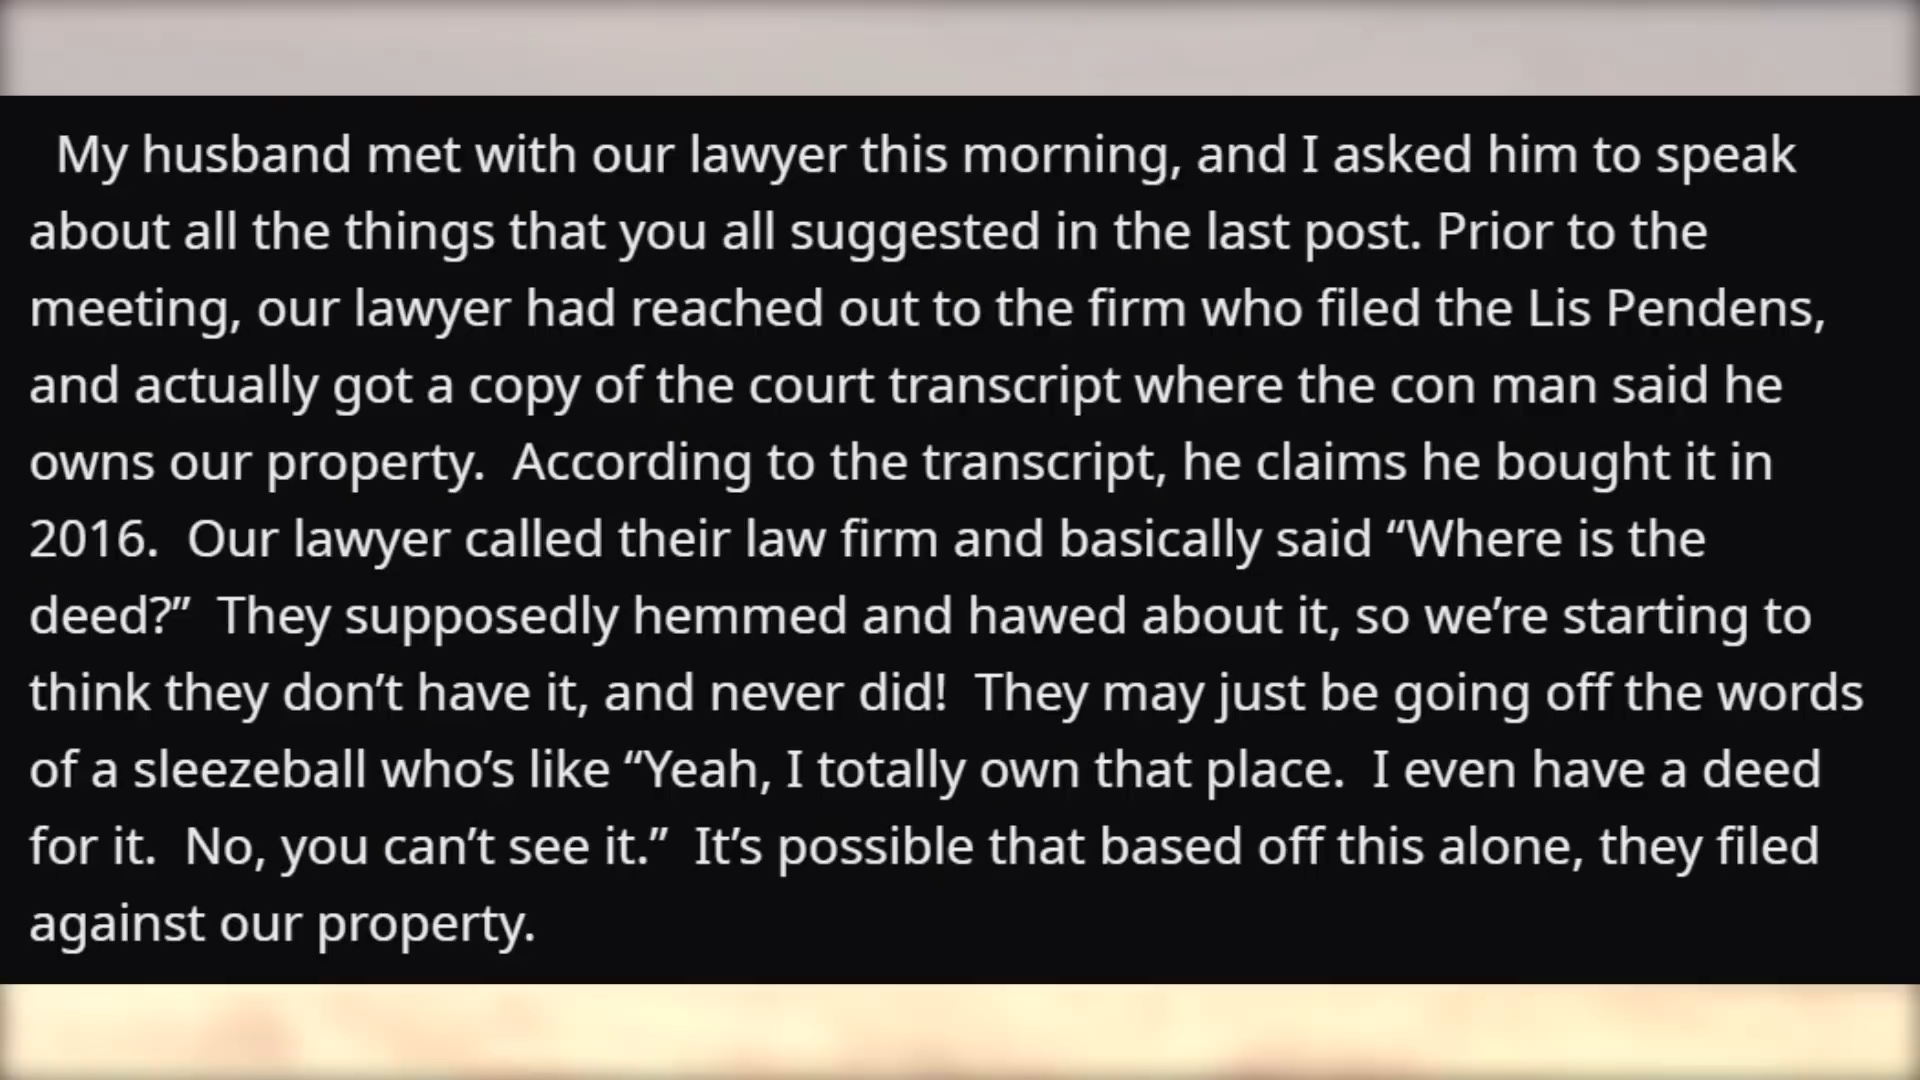 My husband met with our lawyer this morning, and I asked him to speak
about all the things that you all suggested in the last post. Prior to the
meeting, our lawyer had reached out to the firm who filed the Lis Pendens,
and actually got a copy of the court transcript where the con man said he
owns our property.  According to the transcript, he claims he bought it in
2016.  Our lawyer called their law firm and basically said “Where is the
deed?”  They supposedly hemmed and hawed about it, so we’re starting to
think they don’t have it, and never did!  They may just be going off the words
of a sleezeball who’s like “Yeah, I totally own that place.  I even have a deed
for it.  No, you can’t see it.”  It’s possible that based off this alone, they filed
against our property.